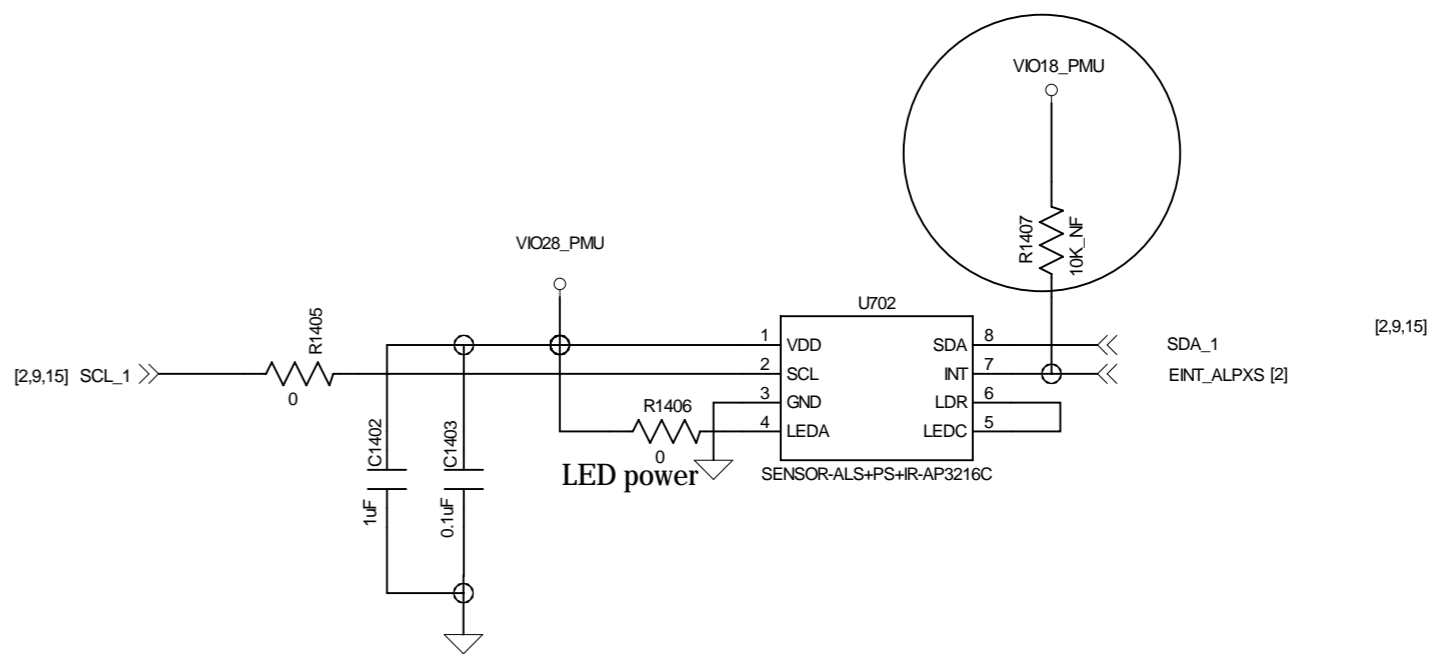 VIO18_PMU
R1407
10K_NF
VIO28_PMU
U702
R1405
0
[2,9,15] SCL_1
1 VDD
2 SCL
3 GND
4 LEDA
SDA 8
INT 7
LDR 6
LEDC 5
SDA_1
[2,9,15]
EINT_ALPXS [2]
R1406
0
LED power
SENSOR-ALS+PS+IR-AP3216C
C1402
1uF
C1403
0.1uF